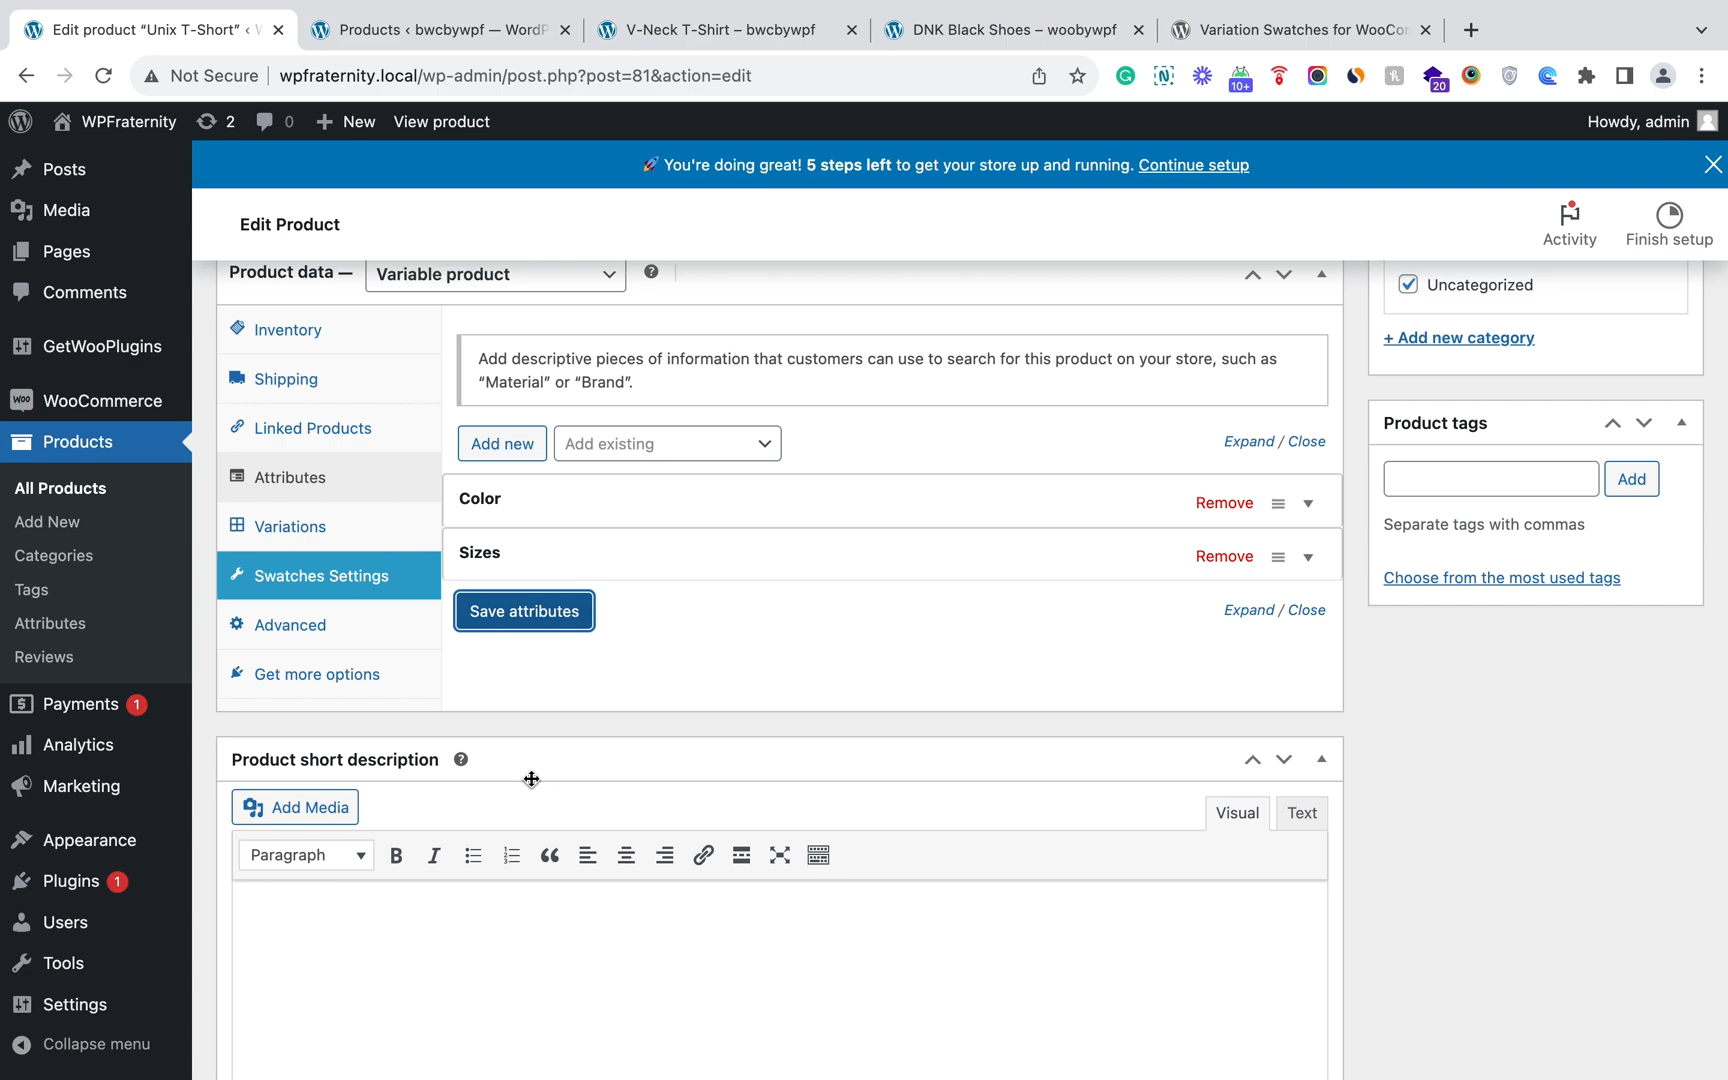 Edit product “Unix T-Short” ‹ W
Products ‹ bwcbywpf — WordP
V-Neck T-Shirt – bwcbywpf
DNK Black Shoes – woobywpf
Variation Swatches for WooCor
Not Secure
wpfraternity.local/wp-admin/post.php?post=81&action=edit
10+
20
WPFraternity
2
0
New
View product
Howdy, admin
🚀 You're doing great! 5 steps left to get your store up and running. Continue setup
Edit Product
Activity
Finish setup
Posts
Media
Pages
Comments
GetWooPlugins
WooCommerce
Products
All Products
Add New
Categories
Tags
Attributes
Reviews
Payments 1
Analytics
Marketing
Appearance
Plugins 1
Users
Tools
Settings
Collapse menu
Product data —
Variable product
Inventory
Shipping
Linked Products
Attributes
Variations
Swatches Settings
Advanced
Get more options
Add descriptive pieces of information that customers can use to search for this product on your store, such as
“Material” or “Brand”.
Add new
Add existing
Expand / Close
Color
Remove
Sizes
Remove
Save attributes
Expand / Close
Product short description
Add Media
Visual
Text
Paragraph
Uncategorized
+ Add new category
Product tags
Add
Separate tags with commas
Choose from the most used tags